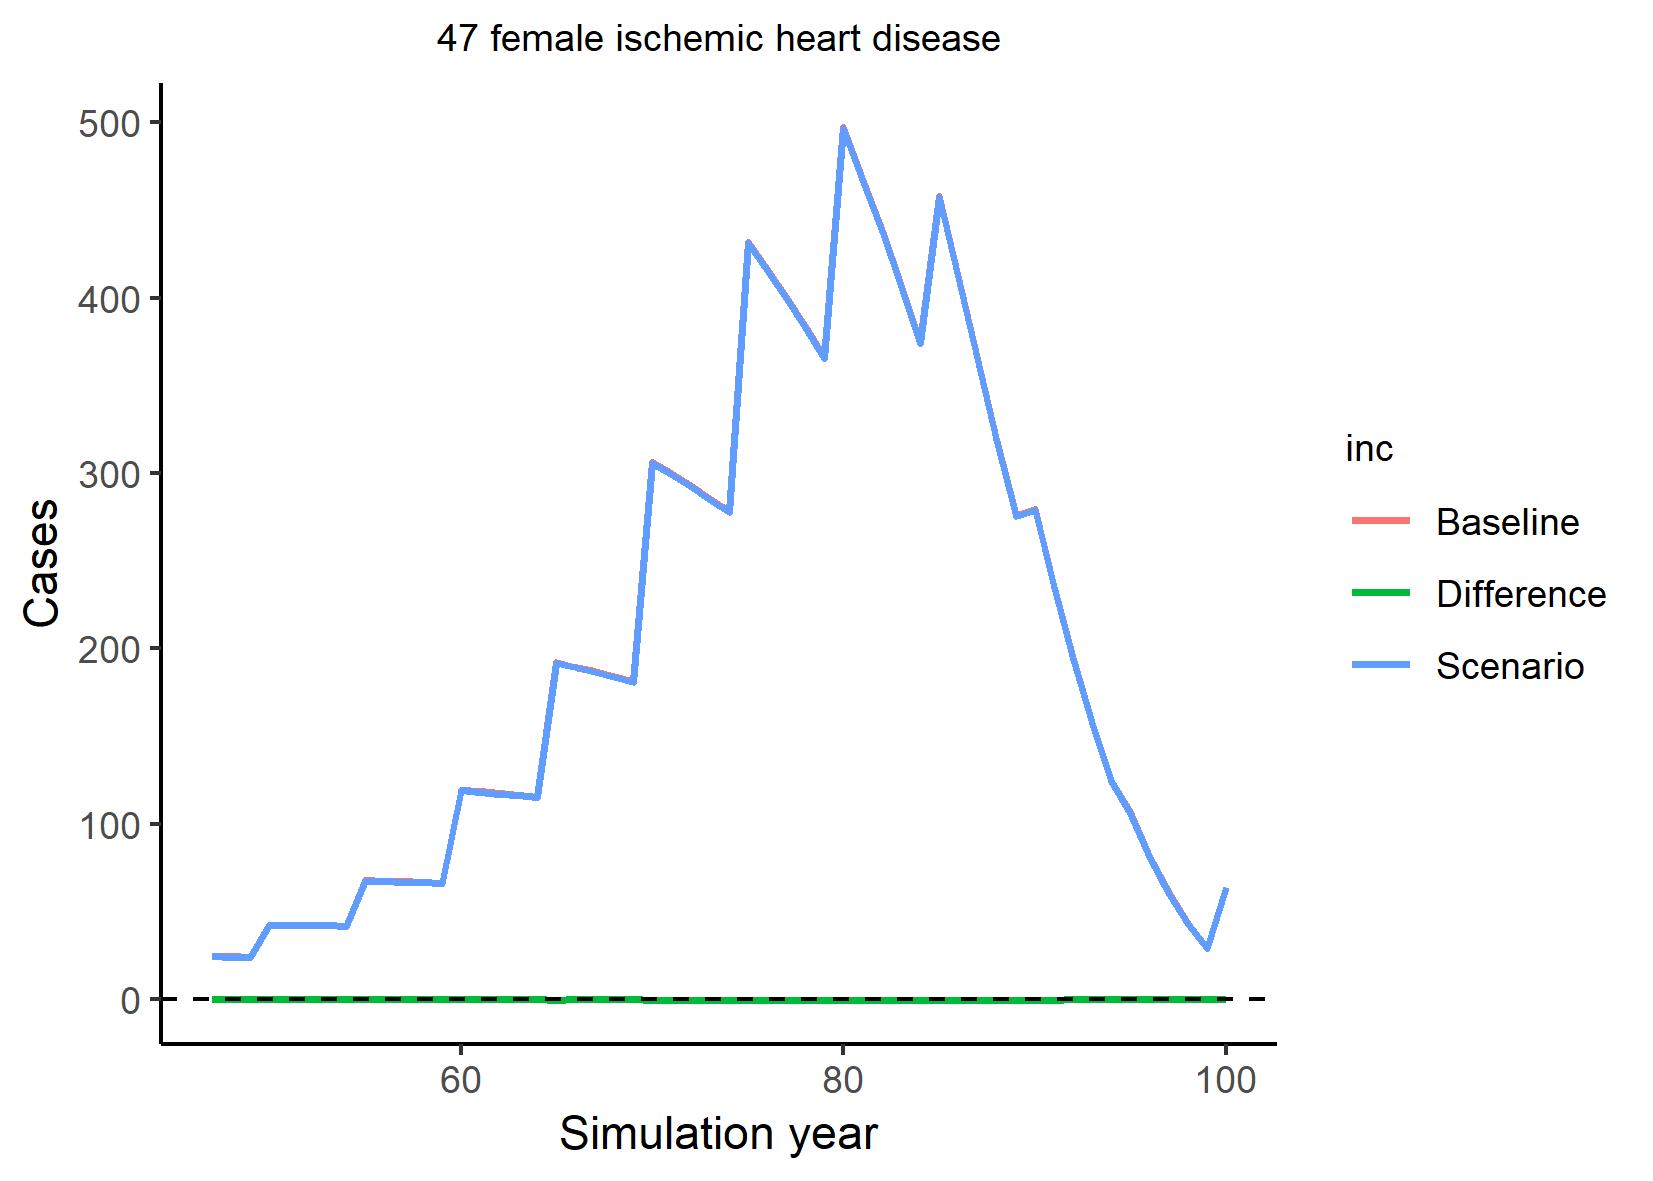 47 female ischemic heart disease
500
400
300
200
100
0
Cases
60 80 100
Simulation year
inc
Baseline
Difference
Scenario